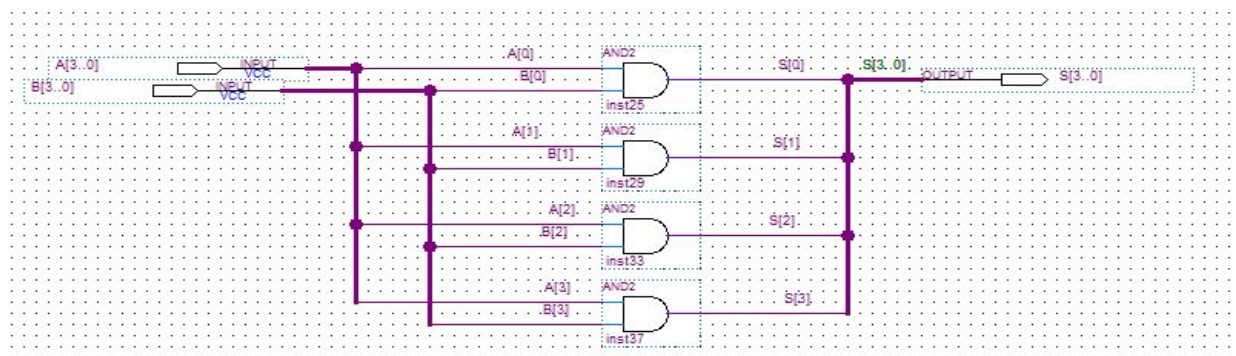 A[0]
AND2
A[3..0]
INPUT
VCC
S[0]
S[3..0]
OUTPUT
S[3..0]
B[0]
B[3..0]
INPUT
VCC
inst25
A[1]
AND2
B[1]
S[1]
inst29
A[2]
AND2
B[2]
S[2]
inst33
A[3]
AND2
B[3]
S[3]
inst37